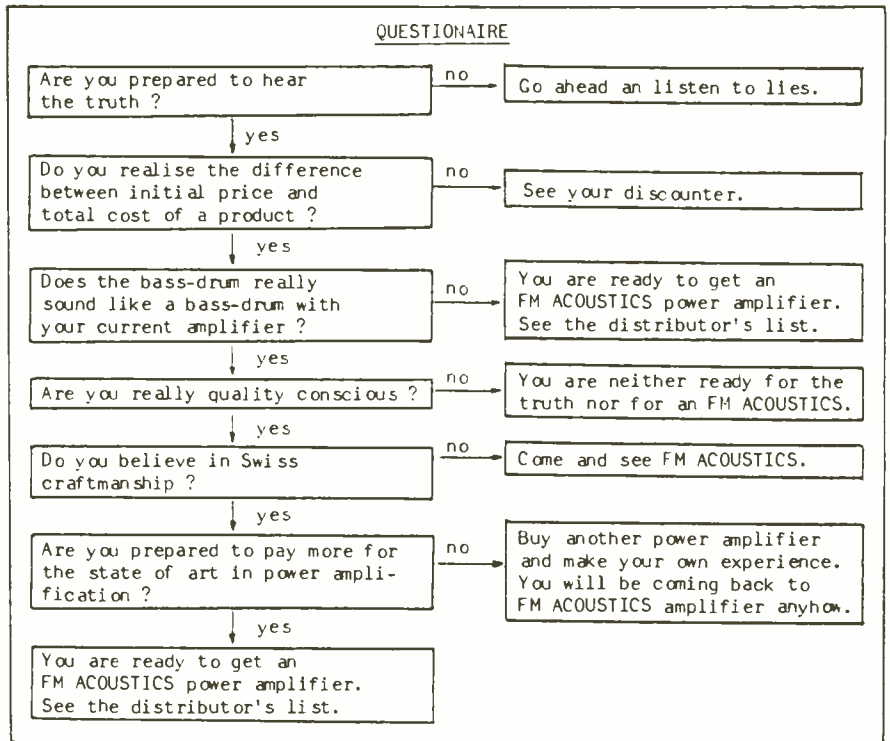 QUESTIONAIRE
Are you prepared to hear
the truth ?
no
Go ahead an listen to lies.
yes
Do you realise the difference
between initial price and
total cost of a product ?
no
See your discounter.
yes
Does the bass-drum really
sound like a bass-drum with
your current amplifier ?
no
You are ready to get an
FM ACOUSTICS power amplifier.
See the distributor's list.
yes
Are you really quality conscious ?
no
You are neither ready for the
truth nor for an FM ACOUSTICS.
yes
Do you believe in Swiss
craftmanship ?
no
Come and see FM ACOUSTICS.
yes
Are you prepared to pay more for
the state of art in power ampli-
fication ?
no
Buy another power amplifier
and make your own experience.
You will be coming back to
FM ACOUSTICS amplifier anyhow.
yes
You are ready to get an
FM ACOUSTICS power amplifier.
See the distributor's list.